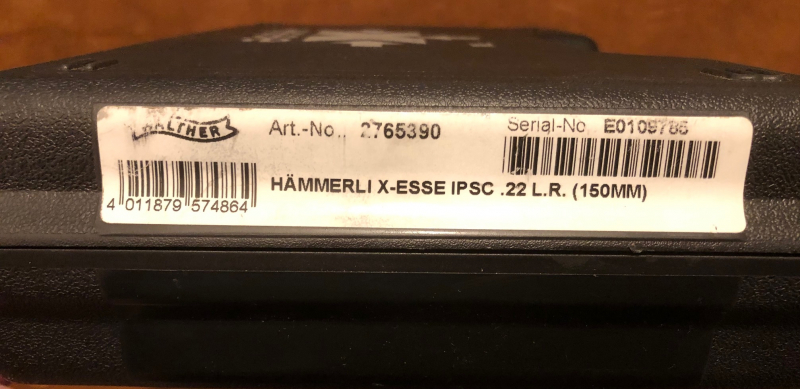 WALTHER
Art.-No.. 2765390
Serial-No E0109786
4 011879 574864
HÄMMERLI X-ESSE IPSC .22 L.R. (150MM)